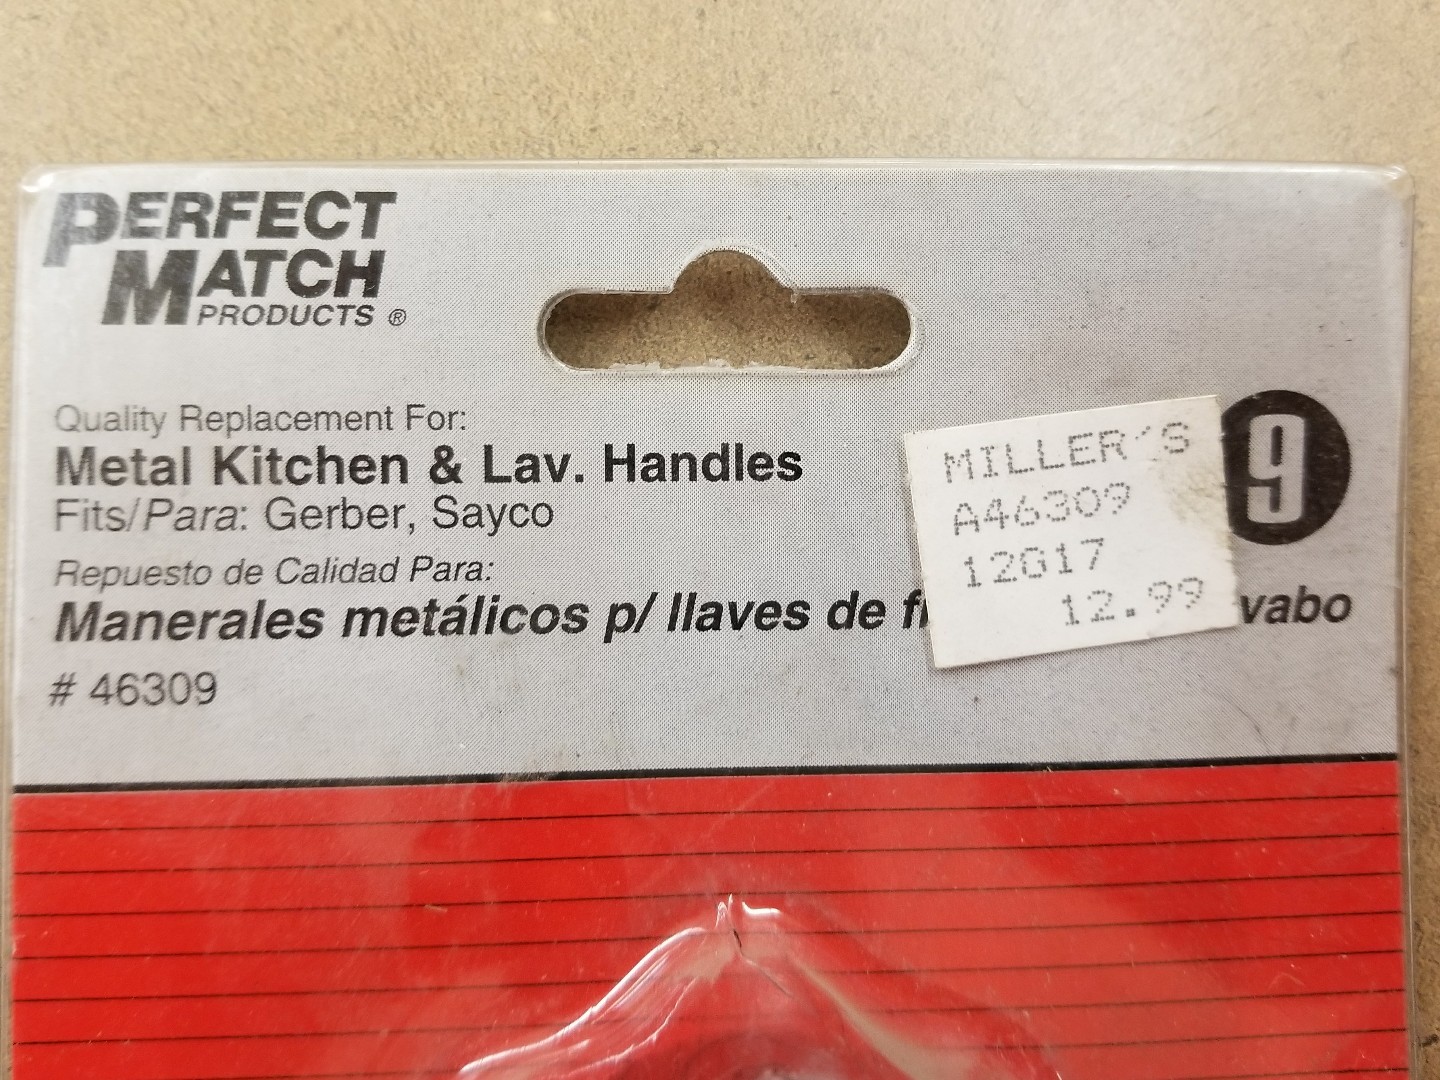 PERFECT
MATCH
PRODUCTS ®
Quality Replacement For:
Metal Kitchen & Lav. Handles
Fits/Para: Gerber, Sayco
Repuesto de Calidad Para:
Manerales metálicos p/ llaves de
# 46309
9
MILLER'S
A46309
12G17
12.99